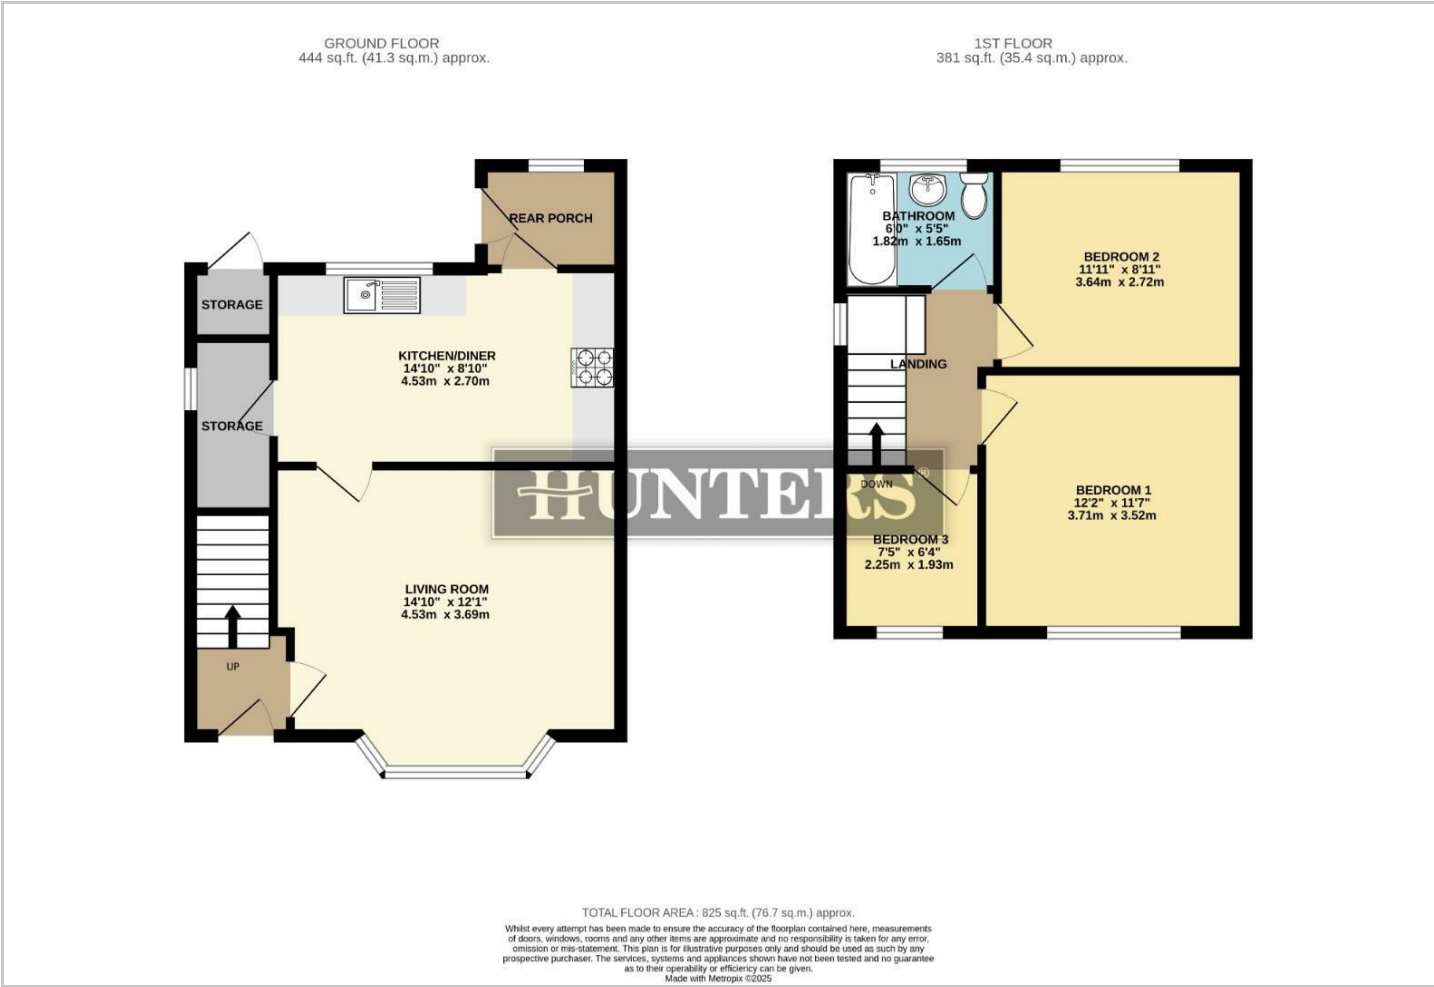 GROUND FLOOR
444 sq.ft. (41.3 sq.m.) approx.
REAR PORCH
STORAGE
KITCHEN/DINER
14'10" x 8'10"
4.53m x 2.70m
STORAGE
LIVING ROOM
14'10" x 12'1"
4.53m x 3.69m
UP
1ST FLOOR
381 sq.ft. (35.4 sq.m.) approx.
BATHROOM
6'0" x 5'5"
1.82m x 1.65m
BEDROOM 2
11'11" x 8'11"
3.64m x 2.72m
LANDING
DOWN
BEDROOM 1
12'2" x 11'7"
3.71m x 3.52m
BEDROOM 3
7'5" x 6'4"
2.25m x 1.93m
HUNTERS®
TOTAL FLOOR AREA : 825 sq.ft. (76.7 sq.m.) approx.
Whilst every attempt has been made to ensure the accuracy of the floorplan contained here, measurements
of doors, windows, rooms and any other items are approximate and no responsibility is taken for any error,
omission or mis-statement. This plan is for illustrative purposes only and should be used as such by any
prospective purchaser. The services, systems and appliances shown have not been tested and no guarantee
as to their operability or efficiency can be given.
Made with Metropix ©2025